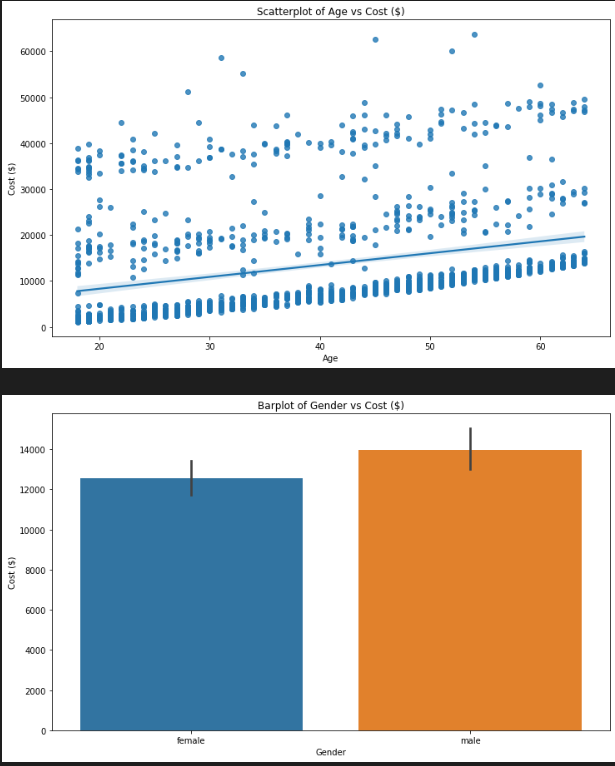 Scatterplot of Age vs Cost ($)
60000
50000
40000
30000
20000
10000
0
Cost ($)
20 30 40 50 60
Age
Barplot of Gender vs Cost ($)
14000
12000
10000
8000
6000
4000
2000
0
Cost ($)
female male
Gender